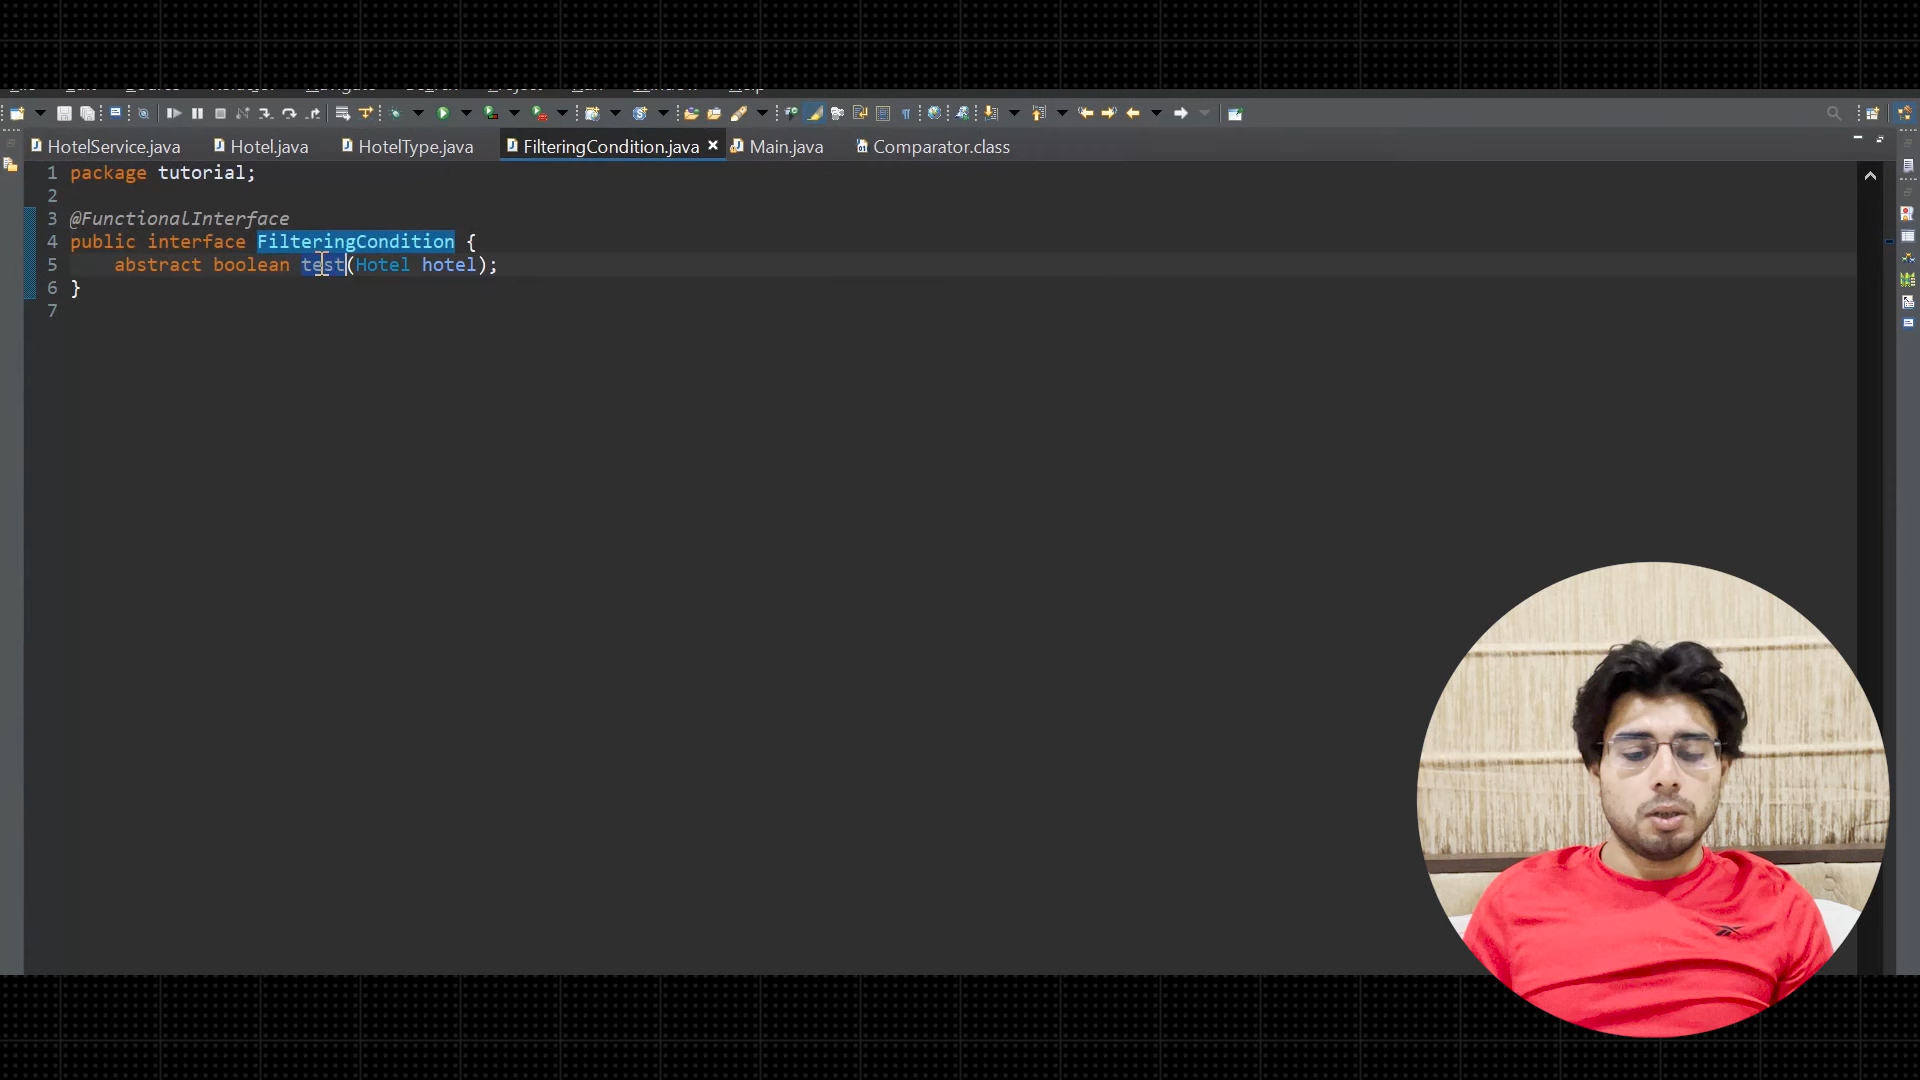 HotelService.java Hotel.java HotelType.java FilteringCondition.java Main.java Comparator.class
1 package tutorial;
2
3 @FunctionalInterface
4 public interface FilteringCondition {
5 abstract boolean test(Hotel hotel);
6 }
7